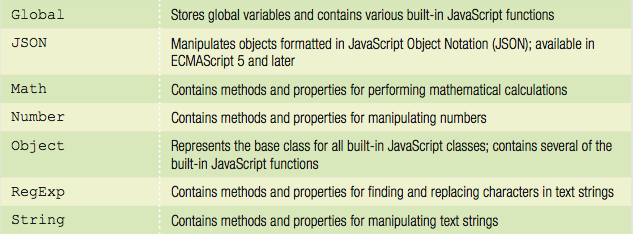 Global Stores global variables and contains various built-in JavaScript functions
JSON Manipulates objects formatted in JavaScript Object Notation (JSON); available in
ECMAScript 5 and later
Math Contains methods and properties for performing mathematical calculations
Number Contains methods and properties for manipulating numbers
Object Represents the base class for all built-in JavaScript classes; contains several of the
built-in JavaScript functions
RegExp Contains methods and properties for finding and replacing characters in text strings
String Contains methods and properties for manipulating text strings